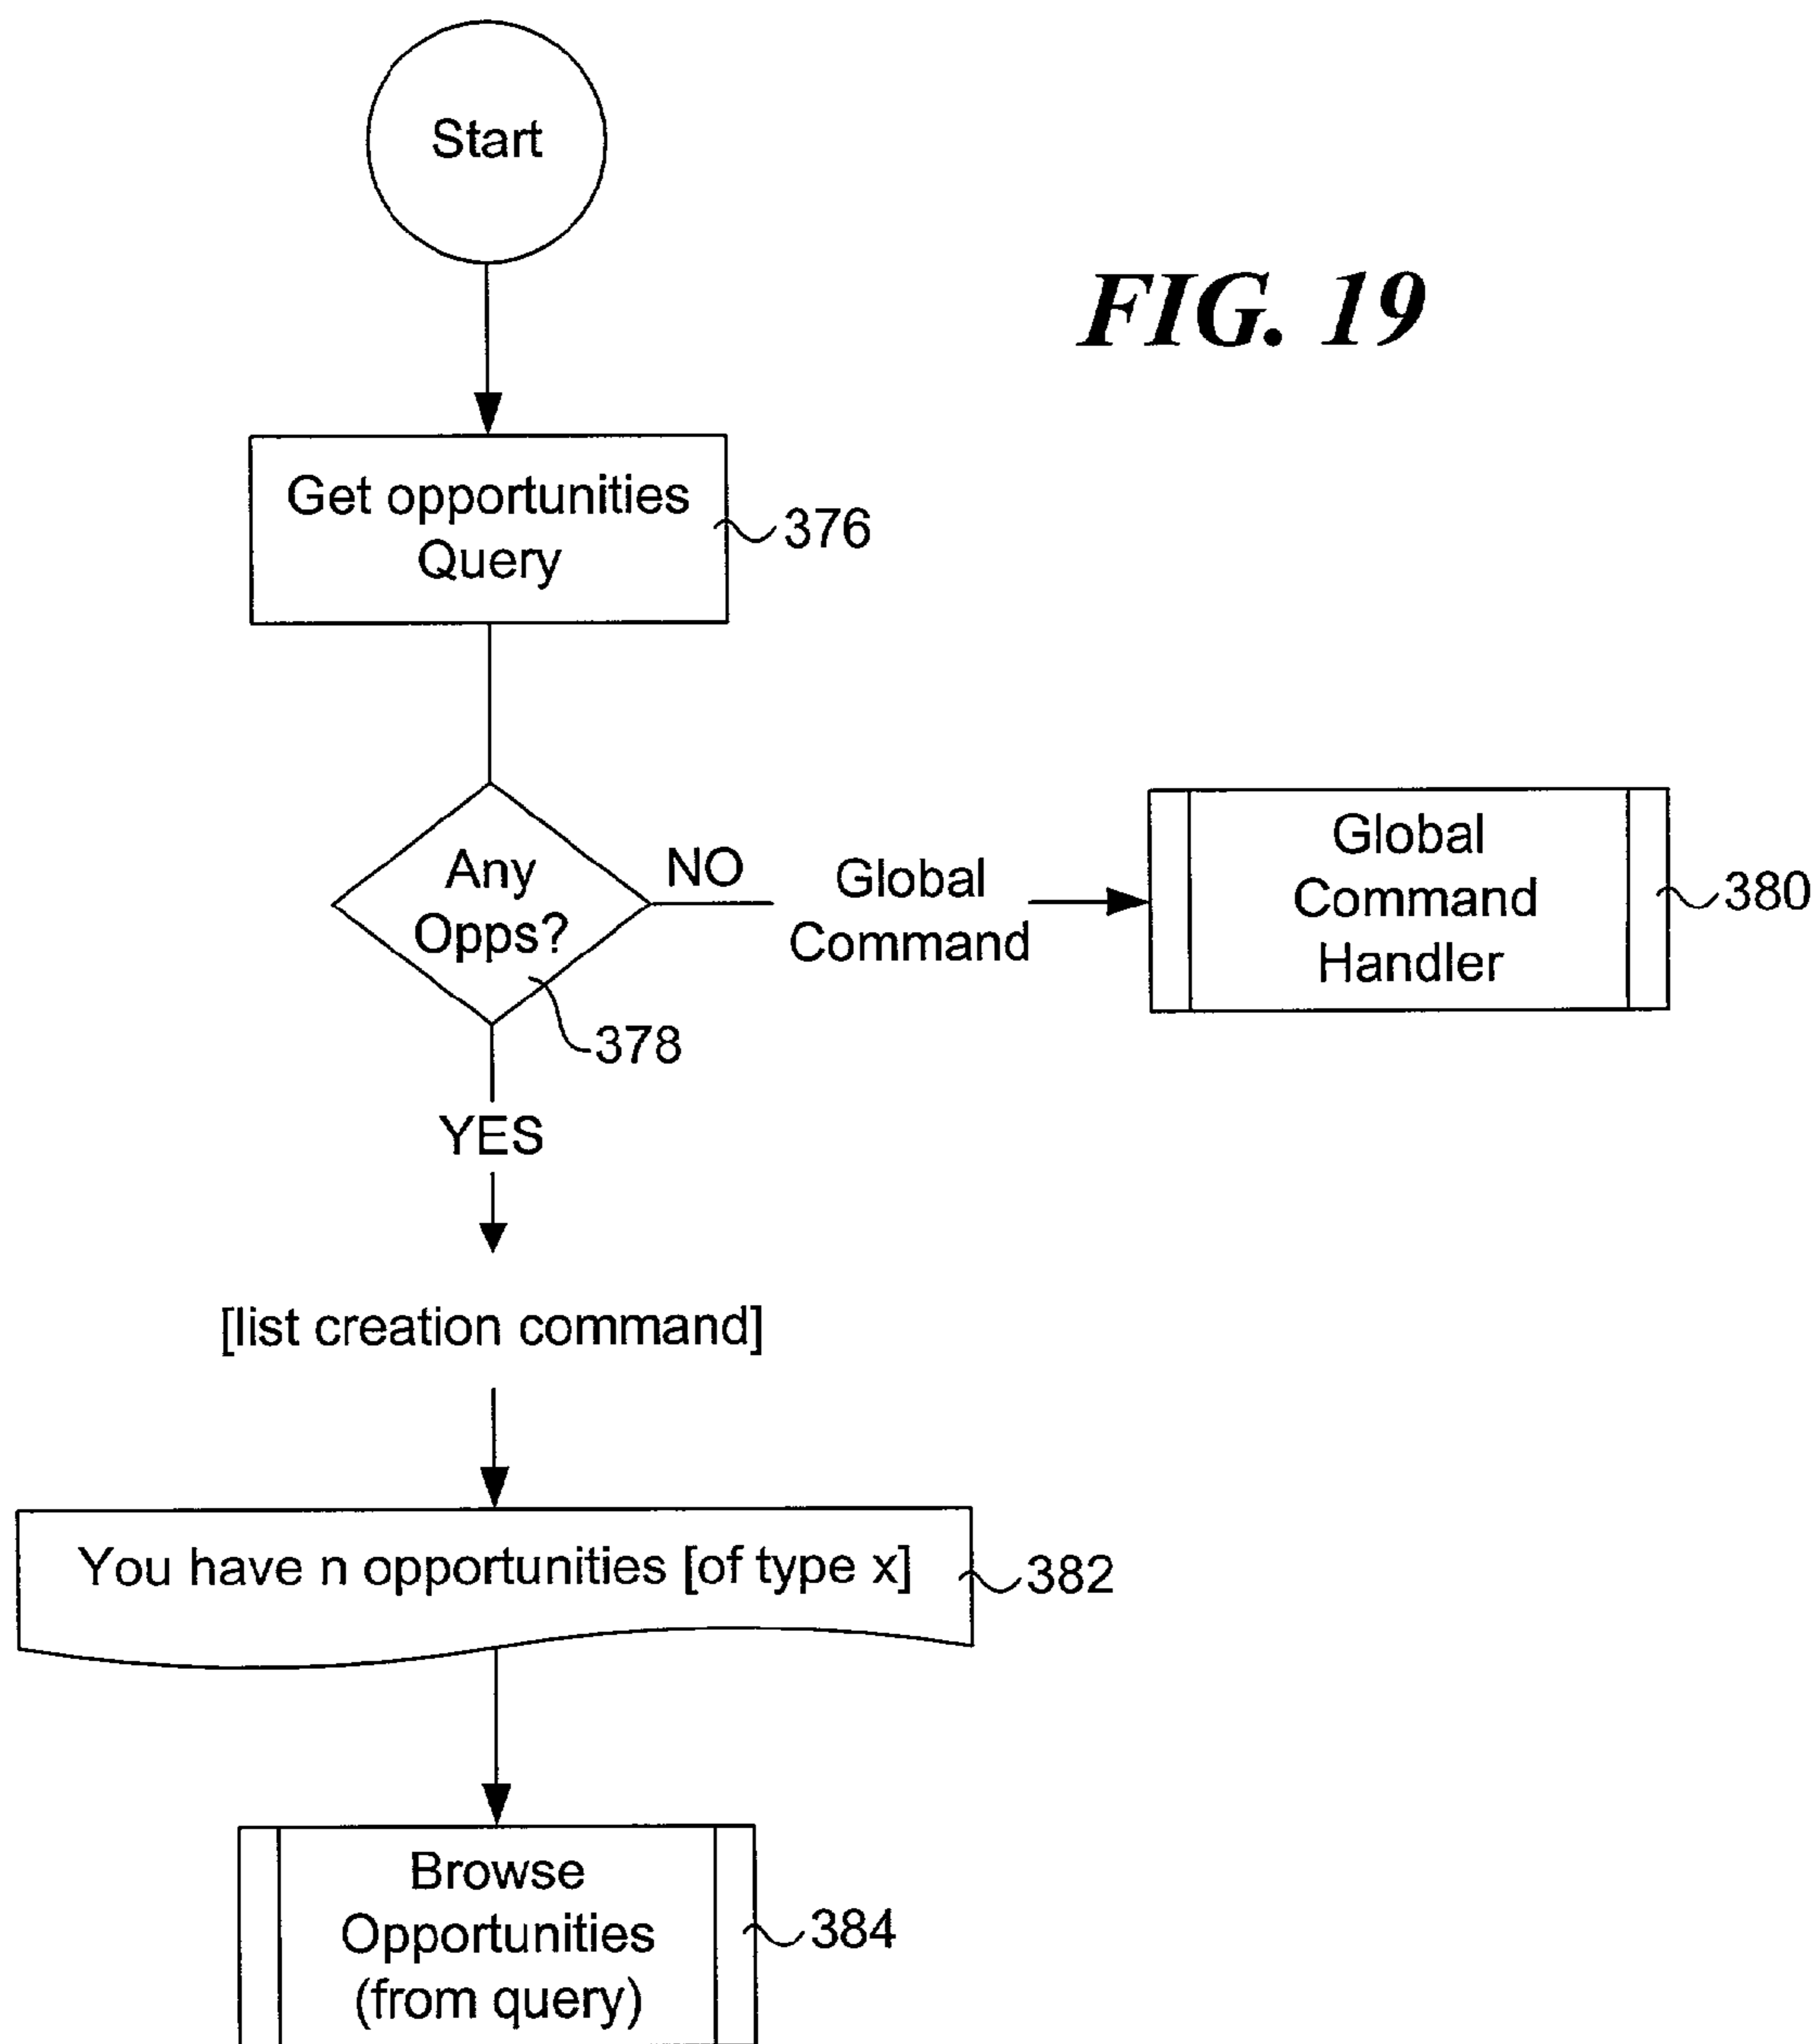 Start
FIG. 19
Get opportunities
Query
376
Any
Opps?
NO
Global
Command
Global
Command
Handler
380
378
YES
[list creation command]
You have n opportunities [of type x]
382
Browse
Opportunities
(from query)
384